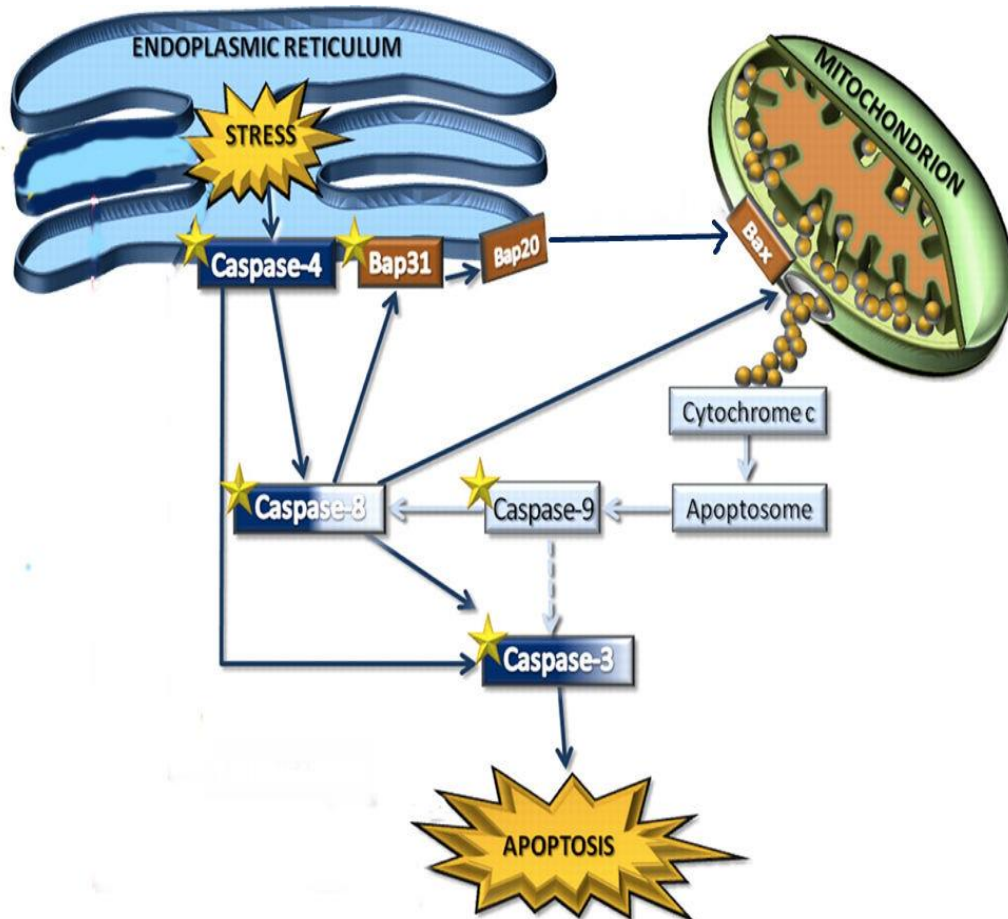 ENDOPLASMIC RETICULUM
STRESS
MITOCHONDRION
Caspase-4
Bap31
Bap20
Bax
Cytochrome c
Caspase-8
Caspase-9
Apoptosome
Caspase-3
APOPTOSIS